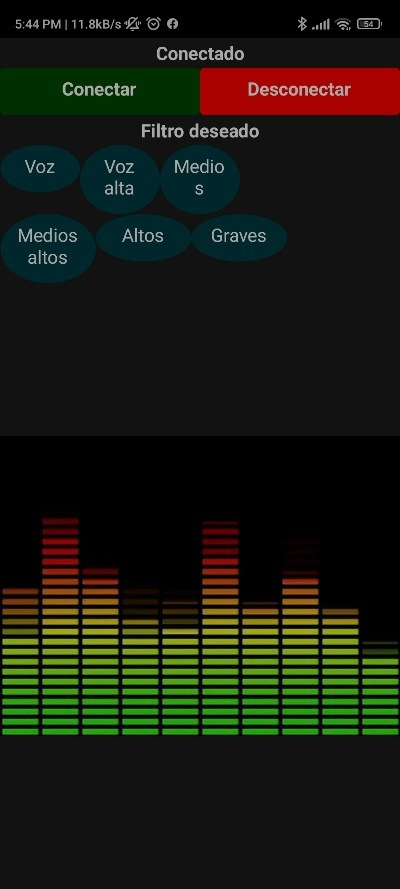 5:44 PM | 11.8kB/s
54
Conectado
Conectar
Desconectar
Filtro deseado
Voz
Voz
alta
Medio
s
Medios
altos
Altos
Graves